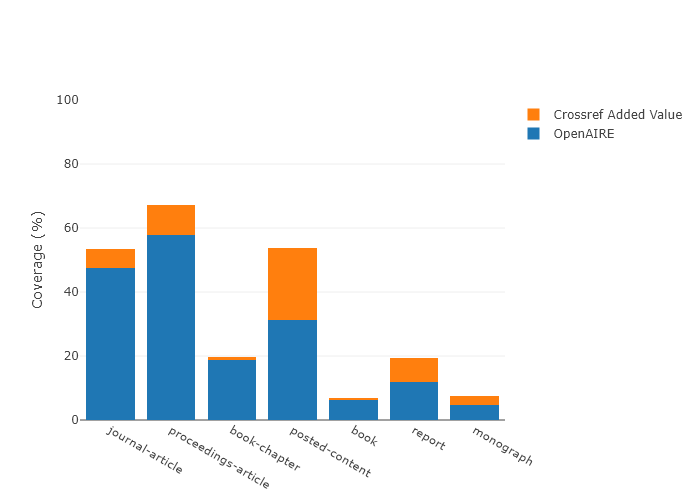 Crossref Added Value
OpenAIRE
Coverage (%)
100
80
60
40
20
0
journal-article
proceedings-article
book-chapter
posted-content
book
report
monograph